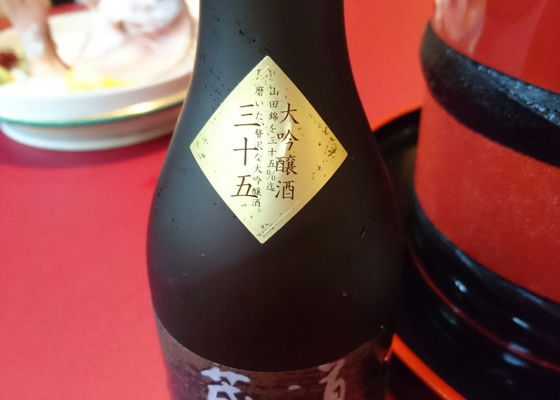 大吟醸酒
山田錦を三十五%迄
磨いた贅沢な大吟醸酒。
三十五
道